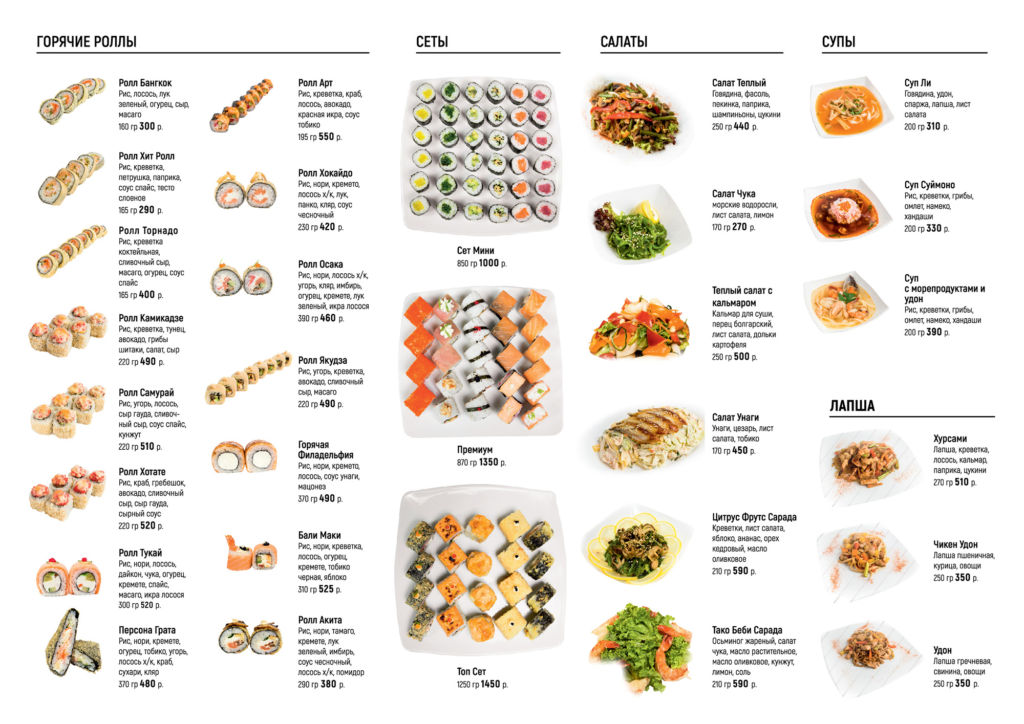 ГОРЯЧИЕ РОЛЛЫ
Ролл Бангкок
Рис, лосось, лук
зеленый, огурец, сыр,
масаго
160 гр 300 р.
Ролл Хит Ролл
Рис, креветка,
петрушка, паприка,
соус спайс, тесто
слоеное
165 гр 290 р.
Ролл Торнадо
Рис, креветка
коктейльная,
сливочный сыр,
масаго, огурец, соус
спайс
165 гр 400 р.
Ролл Камикадзе
Рис, креветка, тунец,
авокадо, грибы
шитаки, салат, сыр
220 гр 490 р.
Ролл Самурай
Рис, угорь, лосось,
сыр гауда, сливоч-
ный сыр, соус спайс,
кунжут
220 гр 510 р.
Ролл Хотате
Рис, краб, гребешок,
авокадо, сливочный
сыр, сыр гауда,
сырный соус
220 гр 520 р.
Ролл Тукай
Рис, нори, лосось,
дайкон, чука, огурец,
кремете, спайс,
масаго, икра лосося
300 гр 520 р.
Персона Грата
Рис, нори, кремете,
огурец, тобико, угорь,
лосось х/к, краб,
сухари, кляр
370 гр 480 р.
Ролл Арт
Рис, креветка, краб,
лосось, авокадо,
красная икра, соус
тобико
195 гр 550 р.
Ролл Хокайдо
Рис, нори, кремето,
лосось х/к, лук,
панко, кляр, соус
чесночный
230 гр 420 р.
Ролл Осака
Рис, нори, лосось х/к,
угорь, кляр, имбирь,
огурец, кремете, лук
зеленый, икра лосося
390 гр 460 р.
Ролл Якудза
Рис, угорь, креветка,
авокадо, сливочный
сыр, масаго
220 гр 490 р.
Горячая
Филадельфия
Рис, нори, кремето,
лосось, соус унаги,
мацонез
370 гр 490 р.
Бали Маки
Рис, нори, креветка,
лосось, огурец,
кремете, тобико
черная, яблоко
310 гр 525 р.
Ролл Акита
Рис, нори, тамаго,
кремете, лук
зеленый, имбирь,
соус чесночный,
лосось х/к, помидор
290 гр 380 р.
СЕТЫ
Сет Мини
850 гр 1000 р.
Премиум
870 гр 1350 р.
Топ Сет
1250 гр 1450 р.
САЛАТЫ
Салат Теплый
Говядина, фасоль,
пекинка, паприка,
шампиньоны, цукини
250 гр 440 р.
Салат Чука
морские водоросли,
лист салата, лимон
170 гр 270 р.
Теплый салат с
кальмаром
Кальмар для суши,
перец болгарский,
лист салата, дольки
картофеля
250 гр 500 р.
Салат Унаги
Унаги, цезарь, лист
салата, тобико
170 гр 450 р.
Цитрус Фрутс Сарада
Креветки, лист салата,
яблоко, ананас, орех
кедровый, масло
оливковое
210 гр 590 р.
Тако Беби Сарада
Осьминог жареный, салат
чука, масло растительное,
масло оливковое, кунжут,
лимон, соль
210 гр 590 р.
СУПЫ
Суп Ли
Говядина, удон,
спаржа, лапша, лист
салата
200 гр 310 р.
Суп Суймоно
Рис, креветки, грибы,
омлет, намеко,
хандаши
200 гр 330 р.
Суп
с морепродуктами и
удон
Рис, креветки, грибы,
омлет, намеко, хандаши
200 гр 390 р.
ЛАПША
Хурсами
Лапша, креветка,
лосось, кальмар,
паприка, цукини
270 гр 510 р.
Чикен Удон
Лапша пшеничная,
курица, овощи
250 гр 350 р.
Удон
Лапша гречневая,
свинина, овощи
250 гр 350 р.